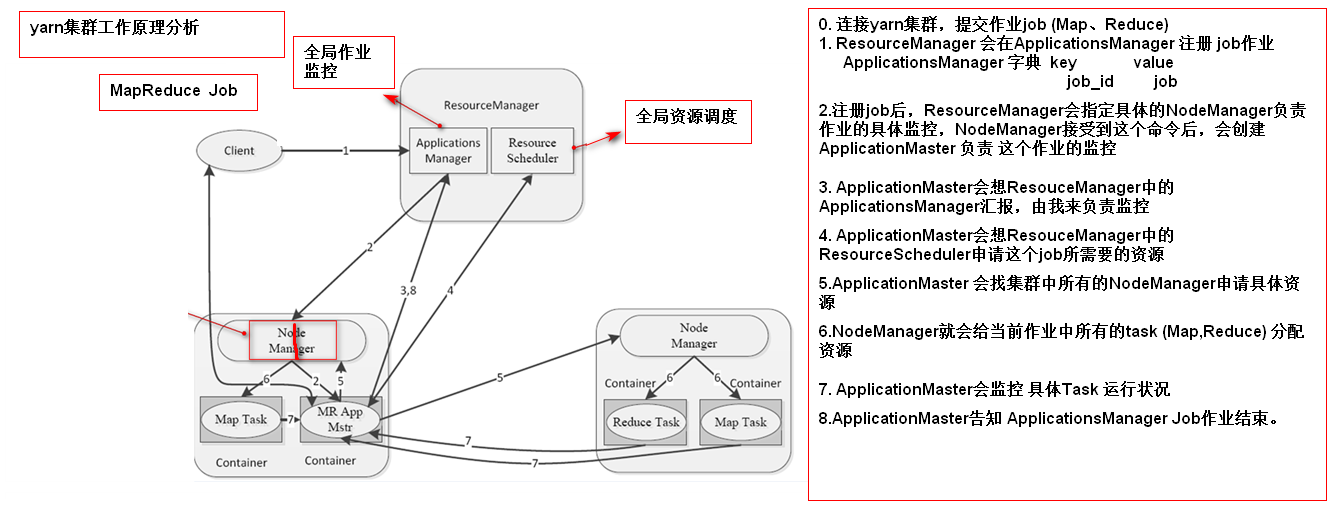 yarn集群工作原理分析
MapReduce Job
全局作业
监控
ResourceManager
全局资源调度
Applications
Manager
Resource
Scheduler
Client
1
2
3,8
4
Node
Manager
6
2
5
Map Task
7
MR App
Mstr
Container
Container
5
Node
Manager
Container
6
6
Container
Reduce Task
Map Task
7
7
0. 连接yarn集群，提交作业job (Map、Reduce)
1. ResourceManager 会在ApplicationsManager 注册 job作业
ApplicationsManager 字典 key value
job_id job
2.注册job后，ResourceManager会指定具体的NodeManager负责
作业的具体监控，NodeManager接受到这个命令后，会创建
ApplicationMaster 负责 这个作业的监控
3. ApplicationMaster会想ResouceManager中的
ApplicationsManager汇报，由我来负责监控
4. ApplicationMaster会想ResouceManager中的
ResourceScheduler申请这个job所需要的资源
5.ApplicationMaster 会找集群中所有的NodeManager申请具体资
源
6.NodeManager就会给当前作业中所有的task (Map,Reduce) 分配
资源
7. ApplicationMaster会监控 具体Task 运行状况
8.ApplicationMaster告知 ApplicationsManager Job作业结束。